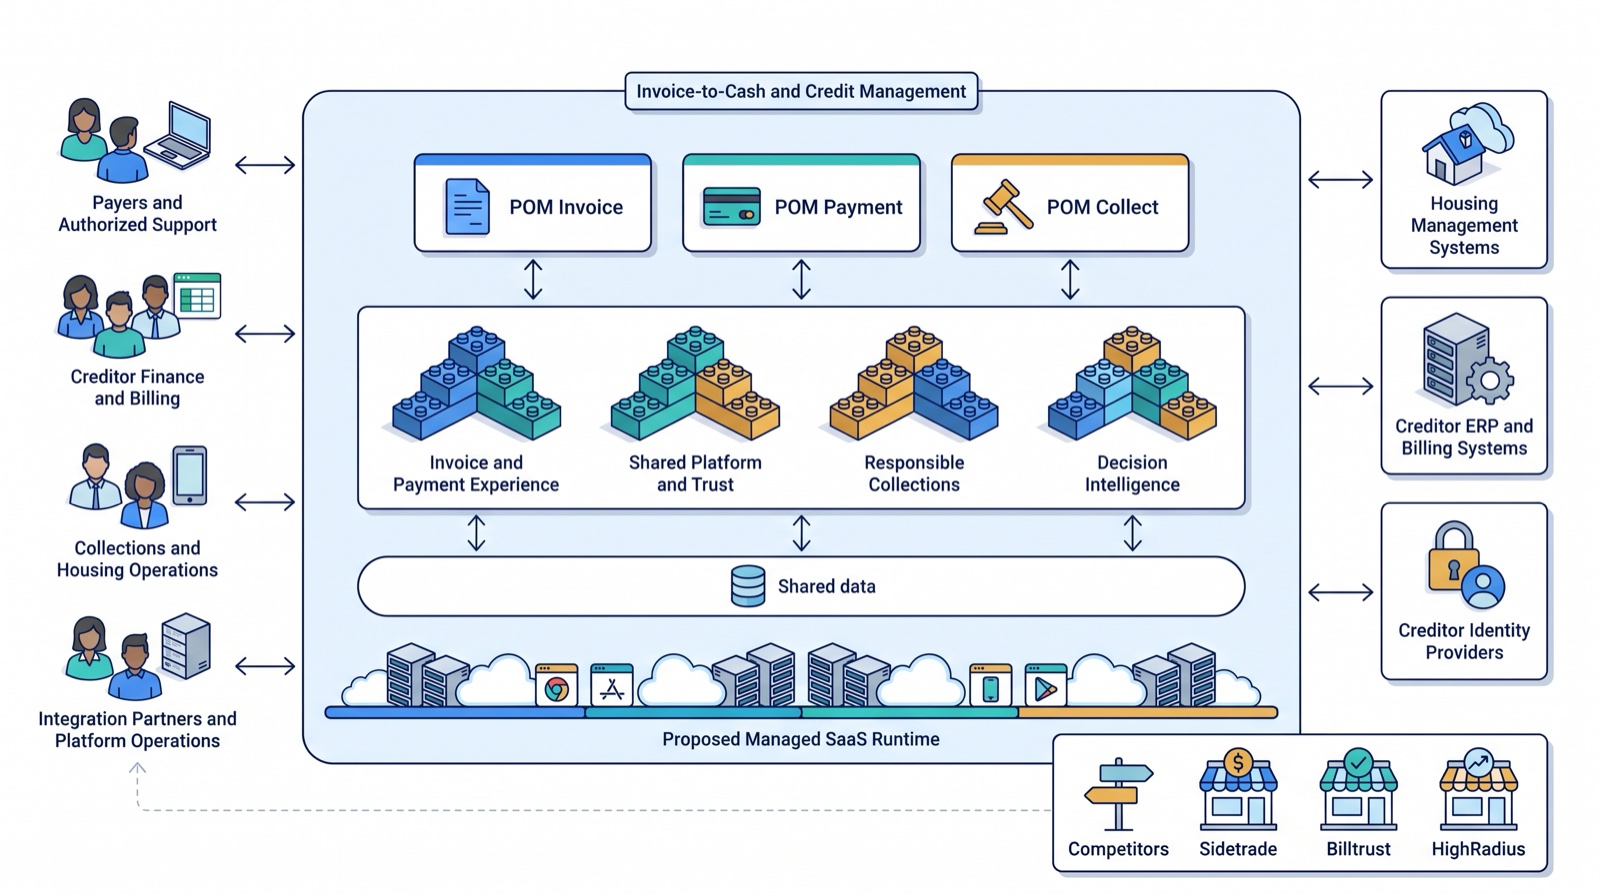 Invoice-to-Cash and Credit Management
Payers and
Authorized Support
Creditor Finance
and Billing
Collections and
Housing Operations
Integration Partners and
Platform Operations
POM Invoice
POM Payment
POM Collect
Invoice and
Payment Experience
Shared Platform
and Trust
Responsible
Collections
Decision
Intelligence
Shared data
Proposed Managed SaaS Runtime
Housing
Management
Systems
Creditor ERP and
Billing Systems
Creditor Identity
Providers
Competitors
$
Sidetrade
Billtrust
HighRadius